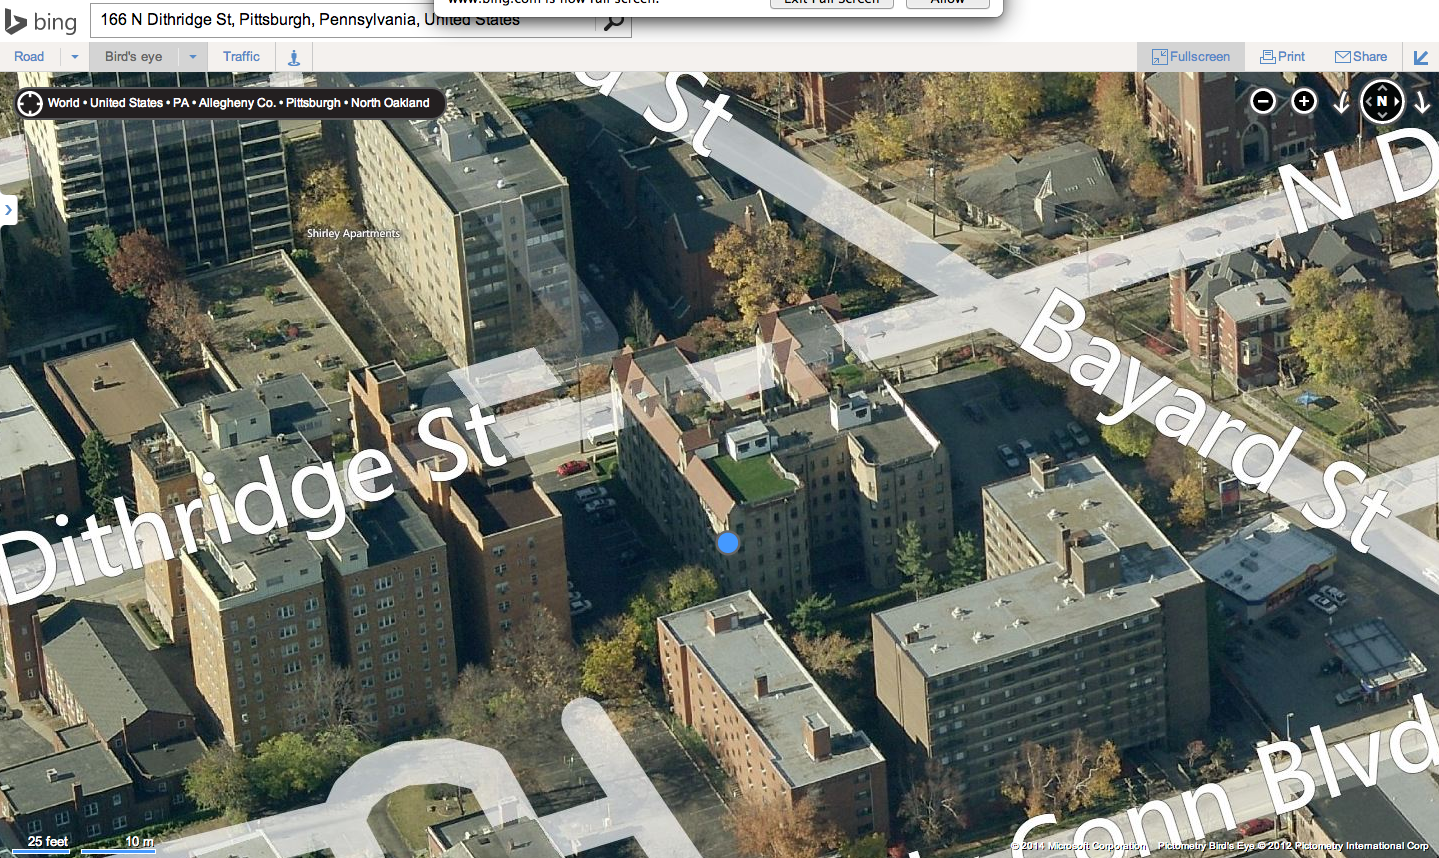 www.bing.com is now full screen.
Exit Full Screen
Allow
bing
166 N Dithridge St, Pittsburgh, Pennsylvania, United States
Road
Bird's eye
Traffic
Fullscreen
Print
Share
World • United States • PA • Allegheny Co. • Pittsburgh • North Oakland
N
d St
N D
Shirley Apartments
Bayard St
Dithridge St
Conn Blvd
25 feet
10 m
© 2014 Microsoft Corporation Pictometry Bird's Eye © 2012 Pictometry International Corp